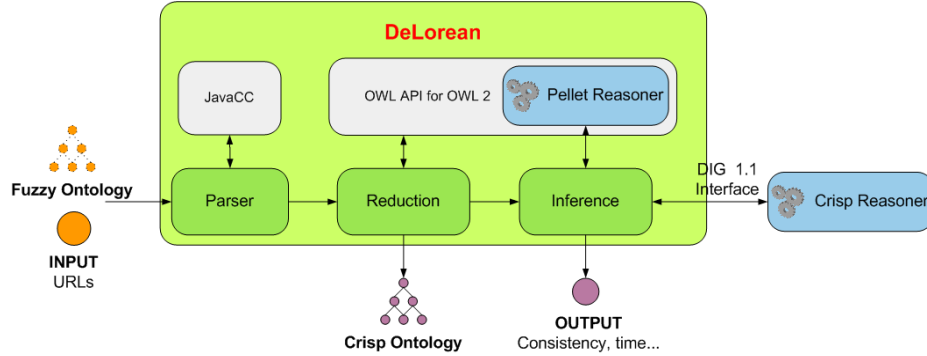 DeLorean
JavaCC
OWL API for OWL 2
Pellet Reasoner
Fuzzy Ontology
Parser
Reduction
Inference
DIG 1.1
Interface
Crisp Reasoner
INPUT
URLs
Crisp Ontology
OUTPUT
Consistency, time...